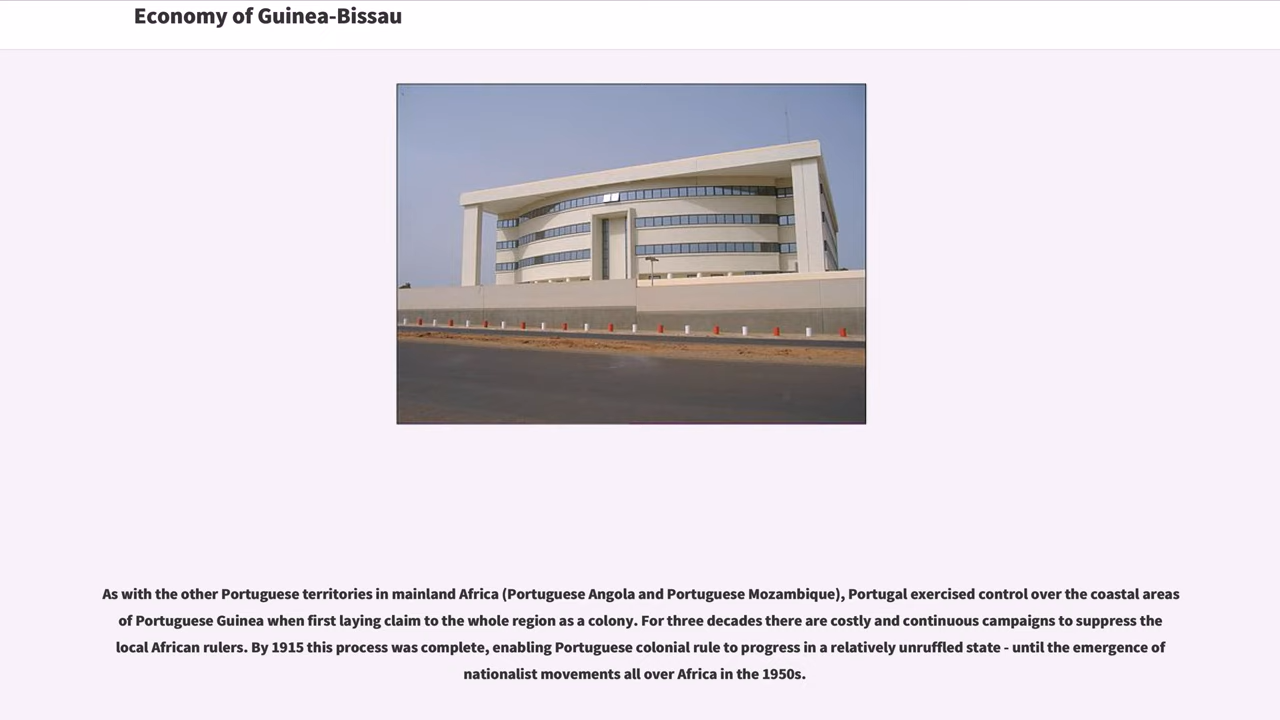 Economy of Guinea-Bissau
As with the other Portuguese territories in mainland Africa (Portuguese Angola and Portuguese Mozambique), Portugal exercised control over the coastal areas
of Portuguese Guinea when first laying claim to the whole region as a colony. For three decades there are costly and continuous campaigns to suppress the
local African rulers. By 1915 this process was complete, enabling Portuguese colonial rule to progress in a relatively unruffled state - until the emergence of
nationalist movements all over Africa in the 1950s.